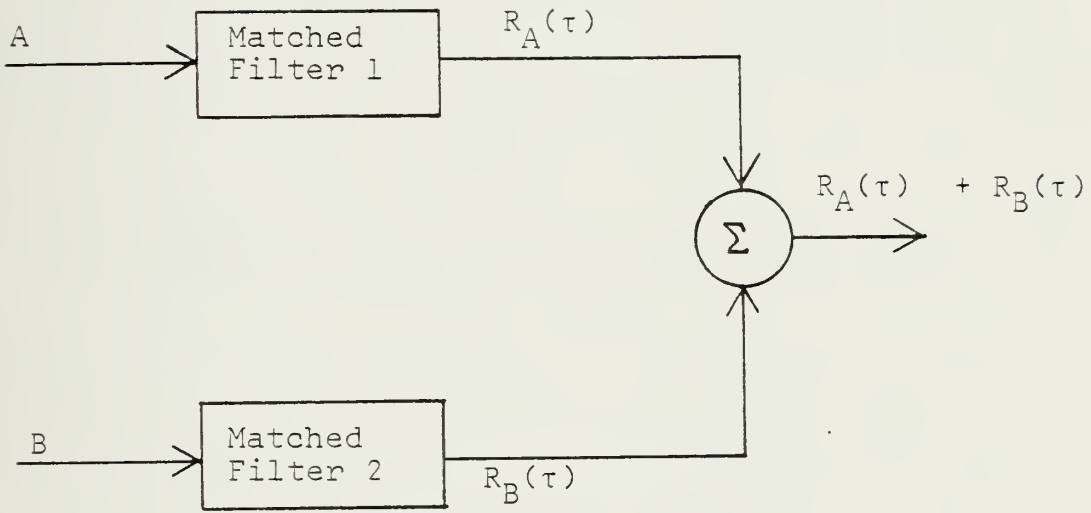 A
Matched
Filter 1
R_A(τ)
Σ
R_A(τ) + R_B(τ)
B
Matched
Filter 2
R_B(τ)